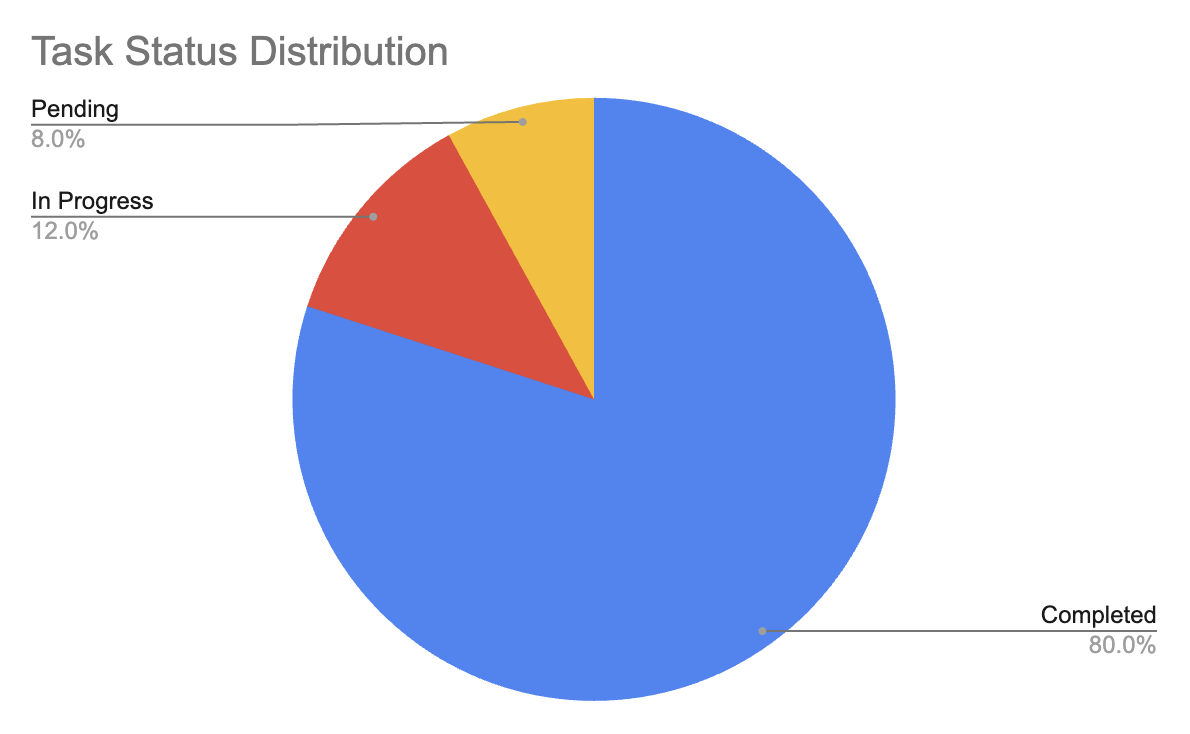 Task Status Distribution
Pending
8.0%
In Progress
12.0%
Completed
80.0%